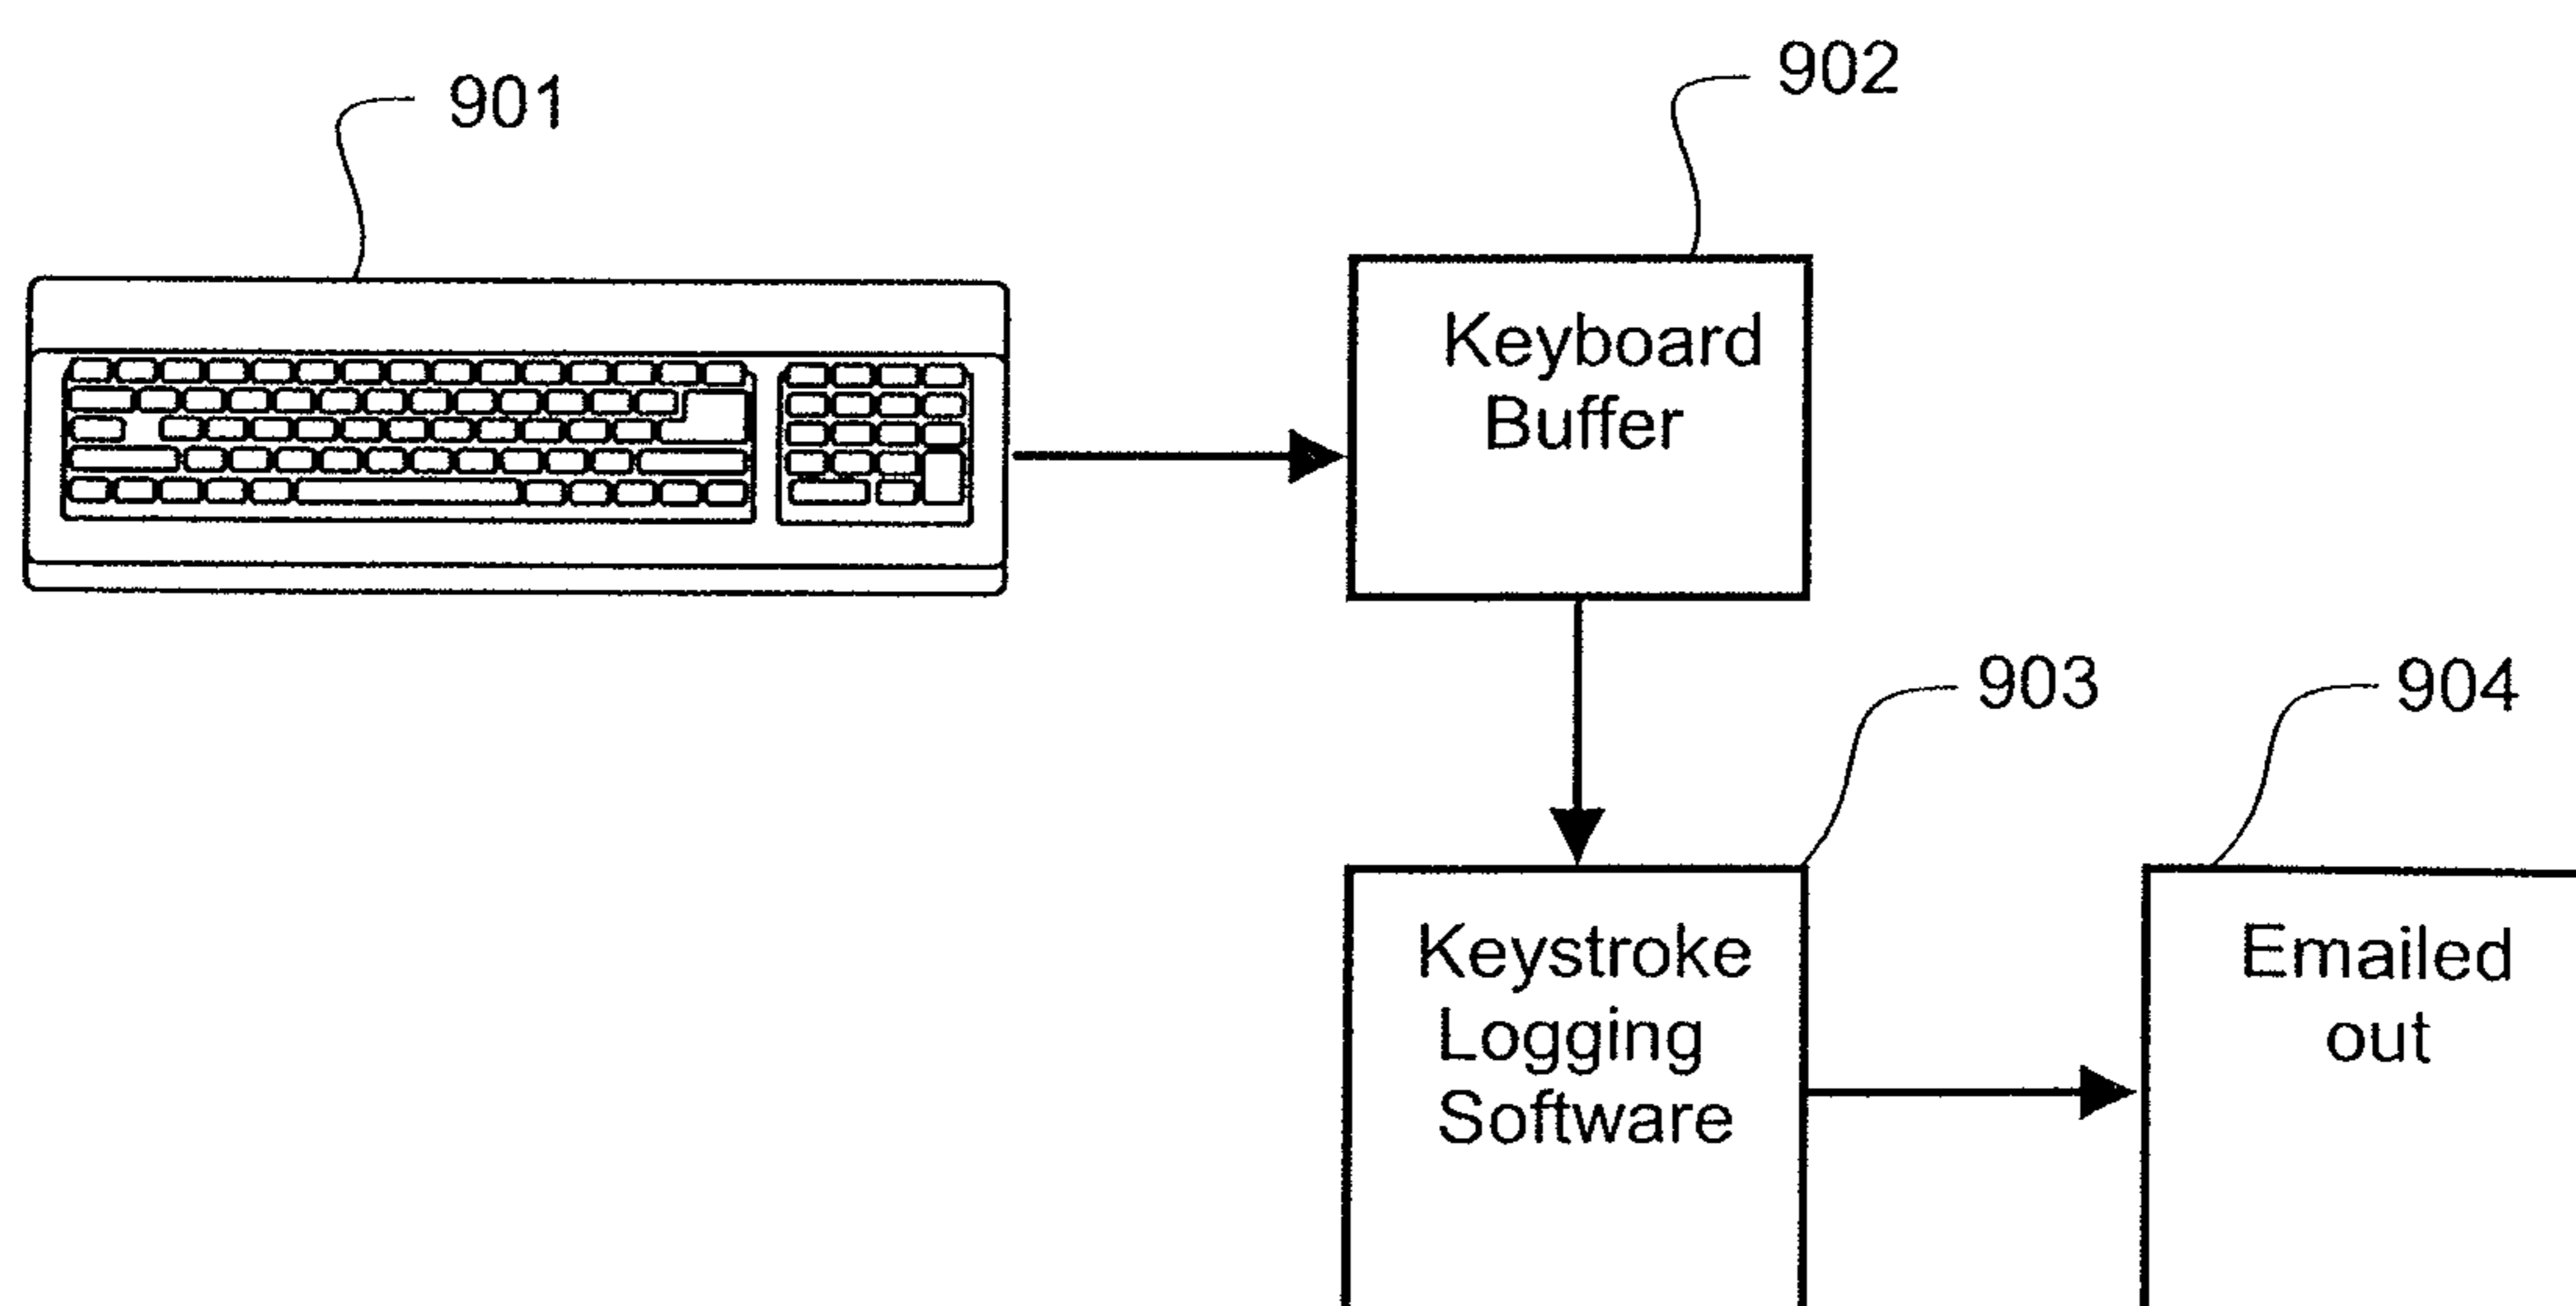 901
902
Keyboard
Buffer
903
904
Keystroke
Logging
Software
Emailed
out